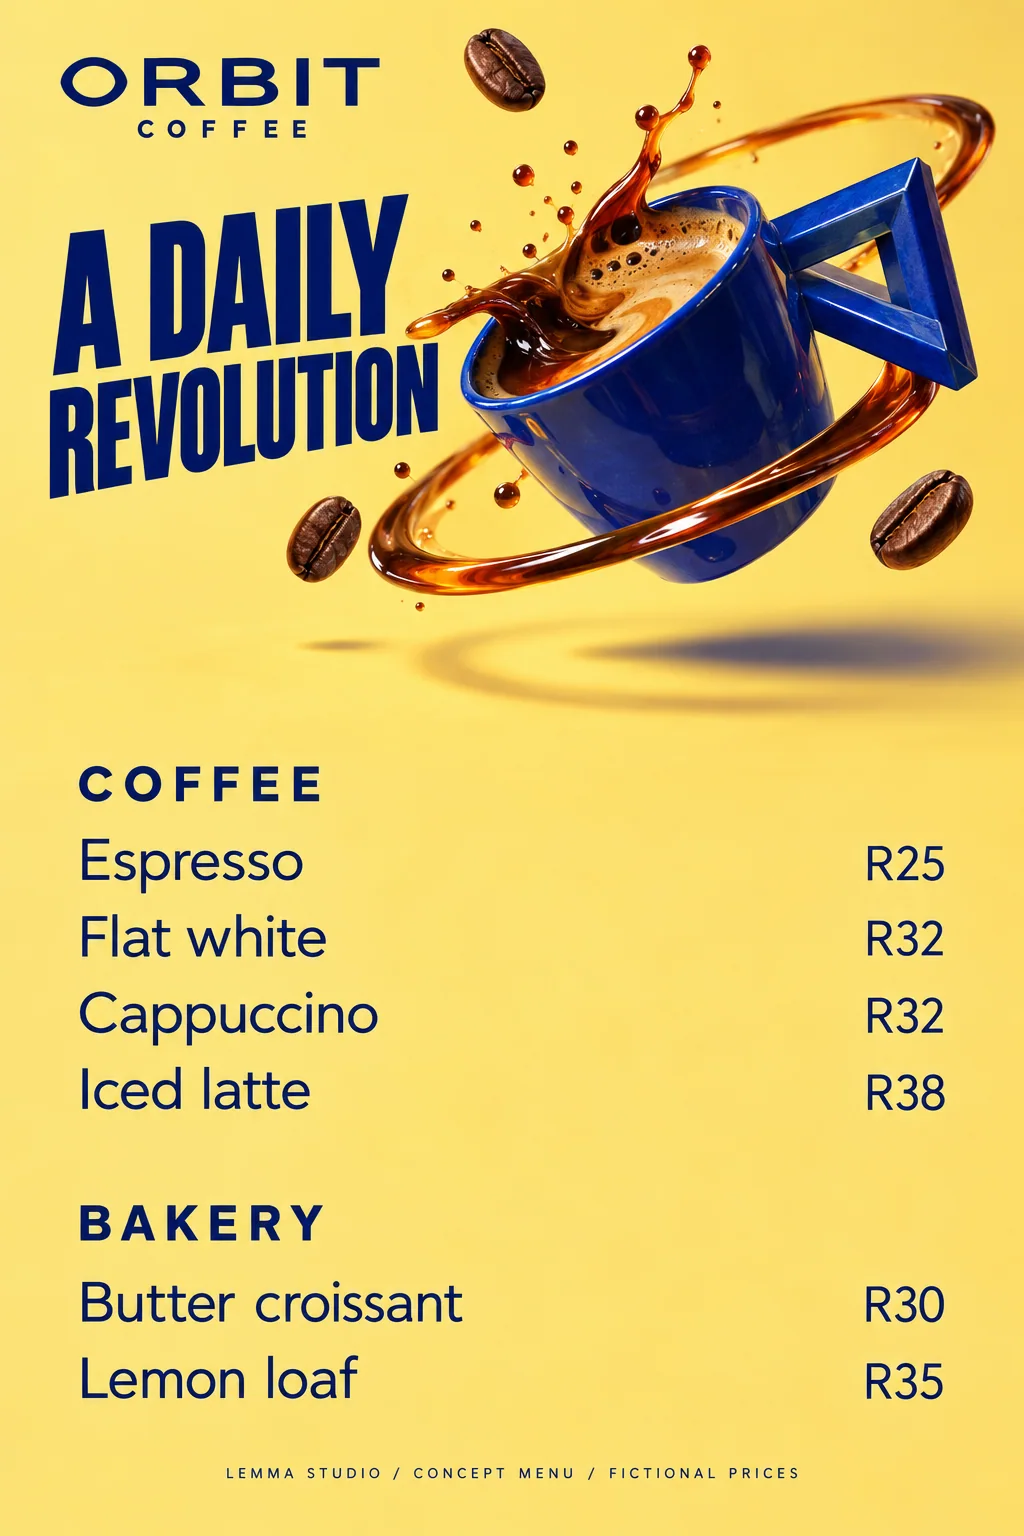 ORBIT
COFFEE
A DAILY
REVOLUTION
COFFEE
Espresso R25
Flat white R32
Cappuccino R32
Iced latte R38
BAKERY
Butter croissant R30
Lemon loaf R35
LEMMA STUDIO / CONCEPT MENU / FICTIONAL PRICES